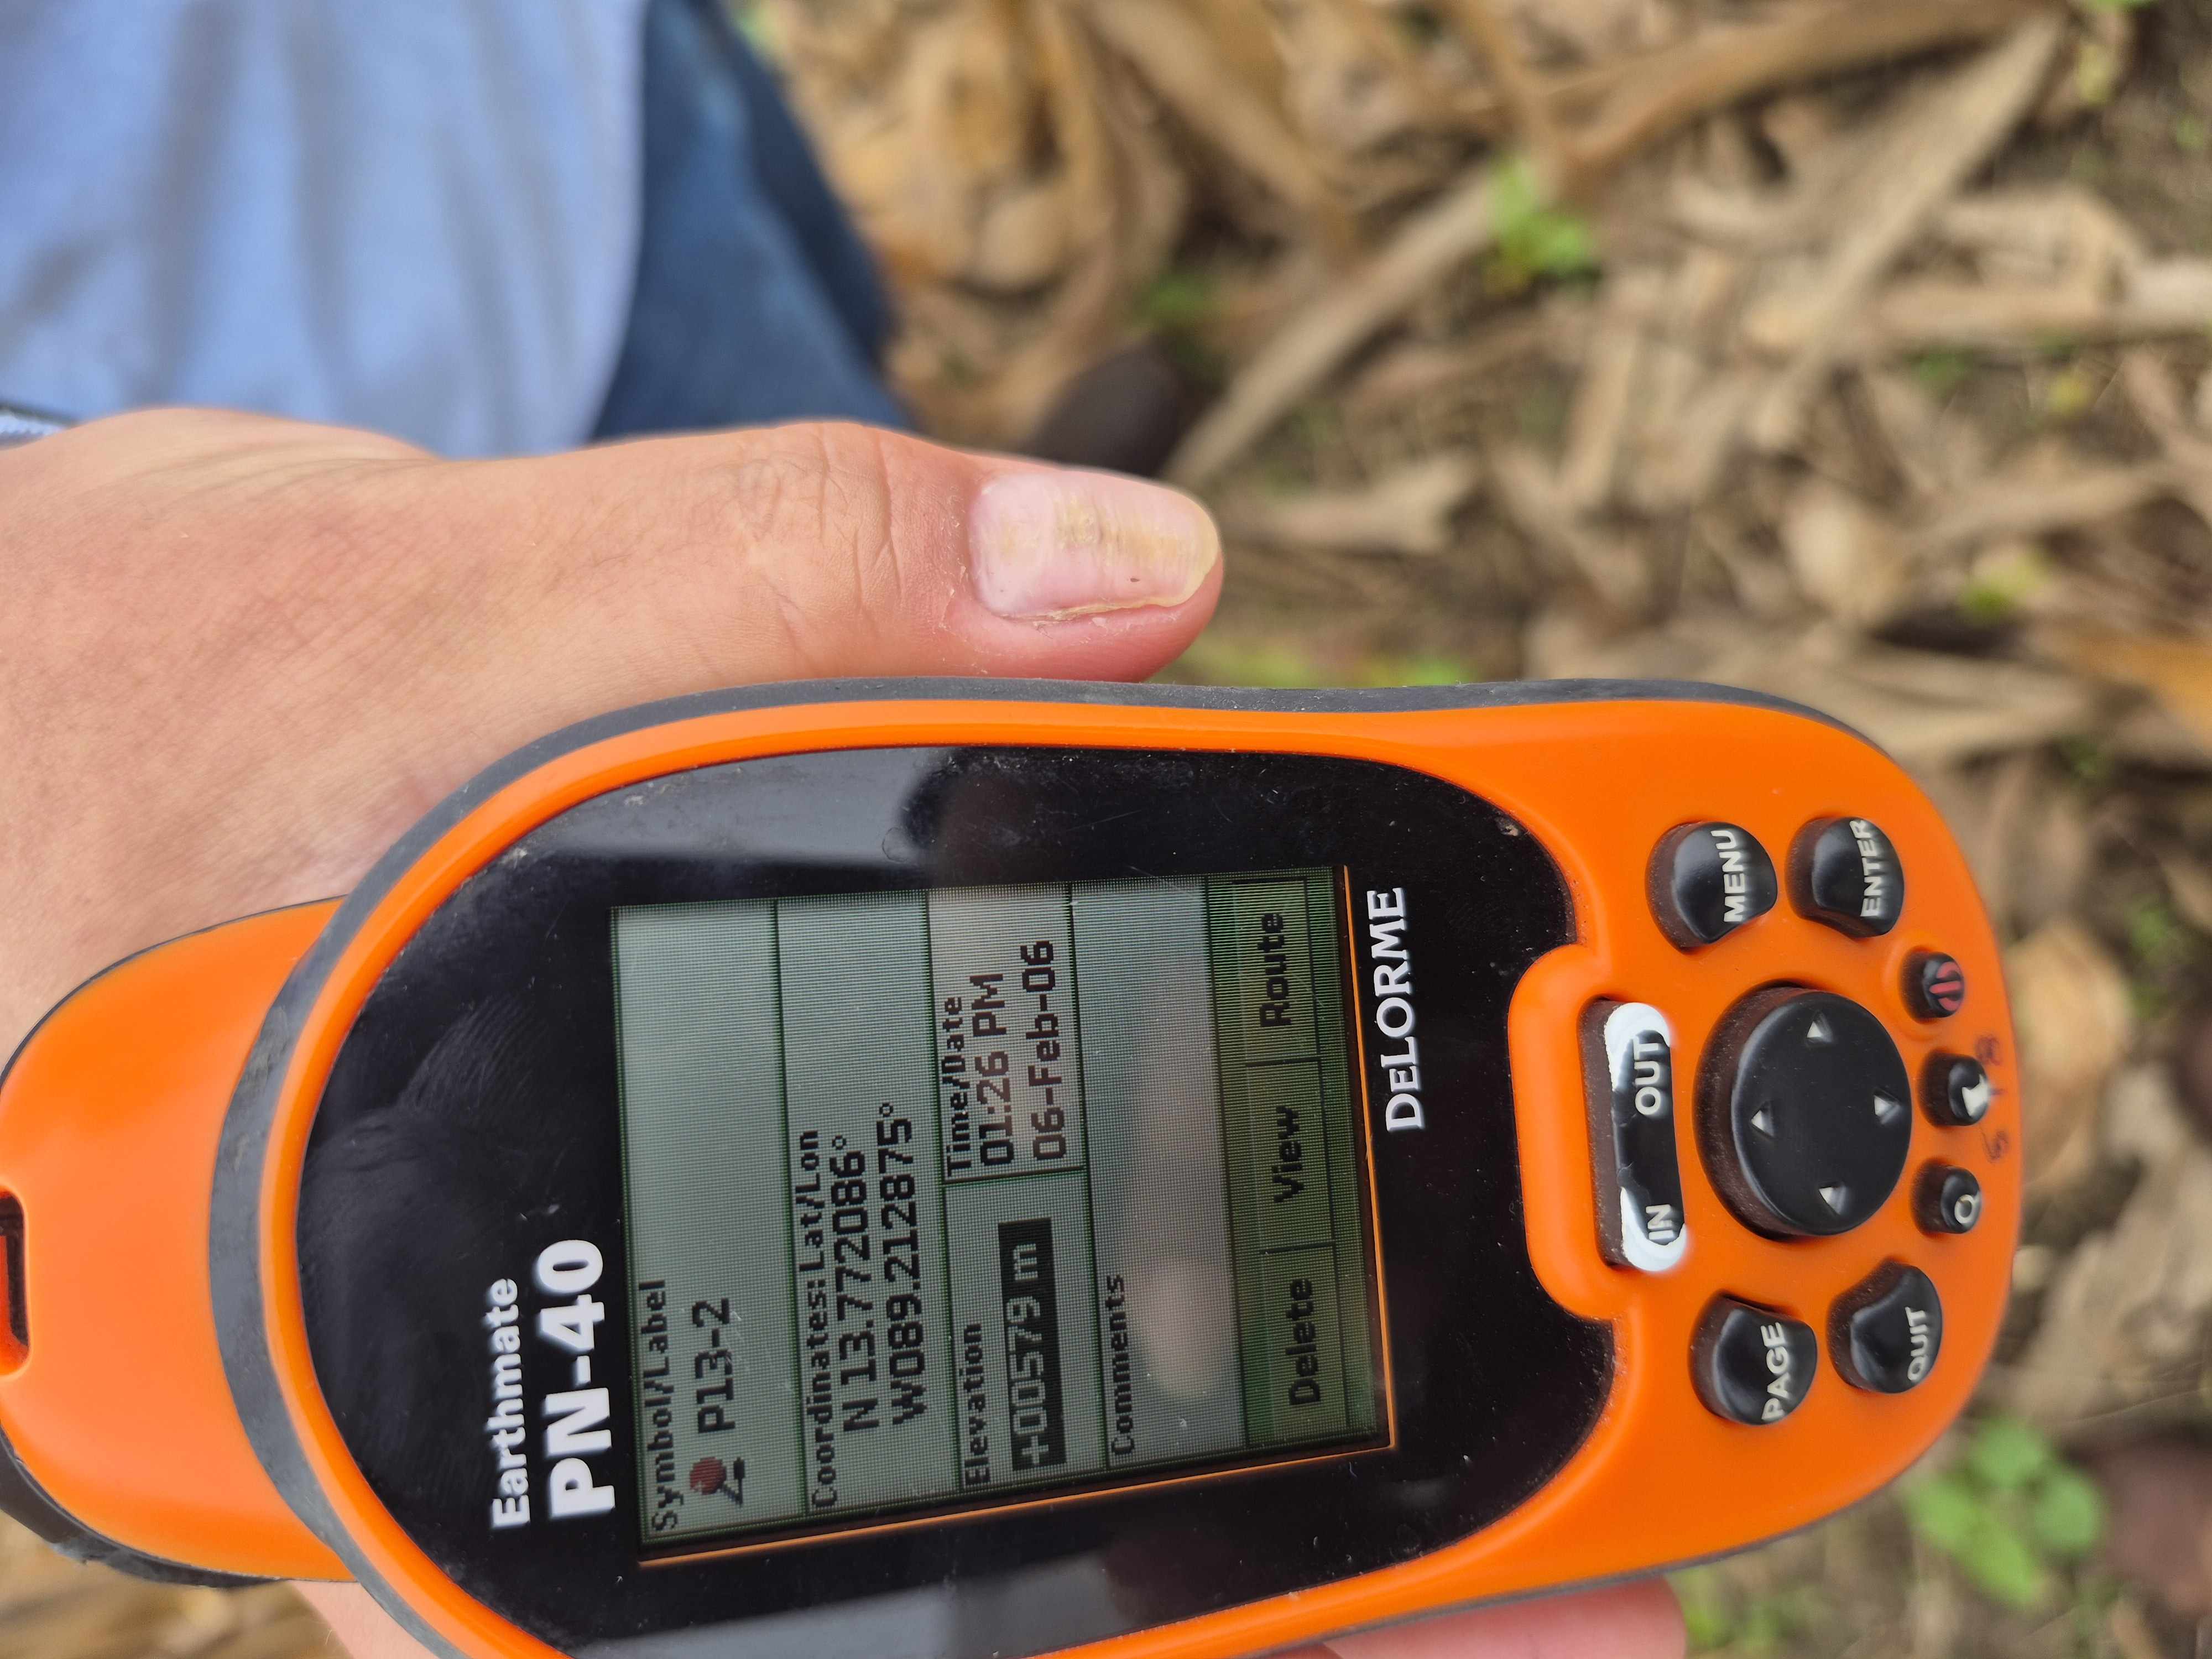 Earthmate
PN-40
Symbol/Label
P13-2
Coordinates: Lat/Lon
N 13.772086°
W089.212875°
Elevation
+00579 m
Time/Date
01:26 PM
06-Feb-06
Comments
Delete View Route
DELORME
IN OUT
PAGE
MENU
QUIT
ENTER